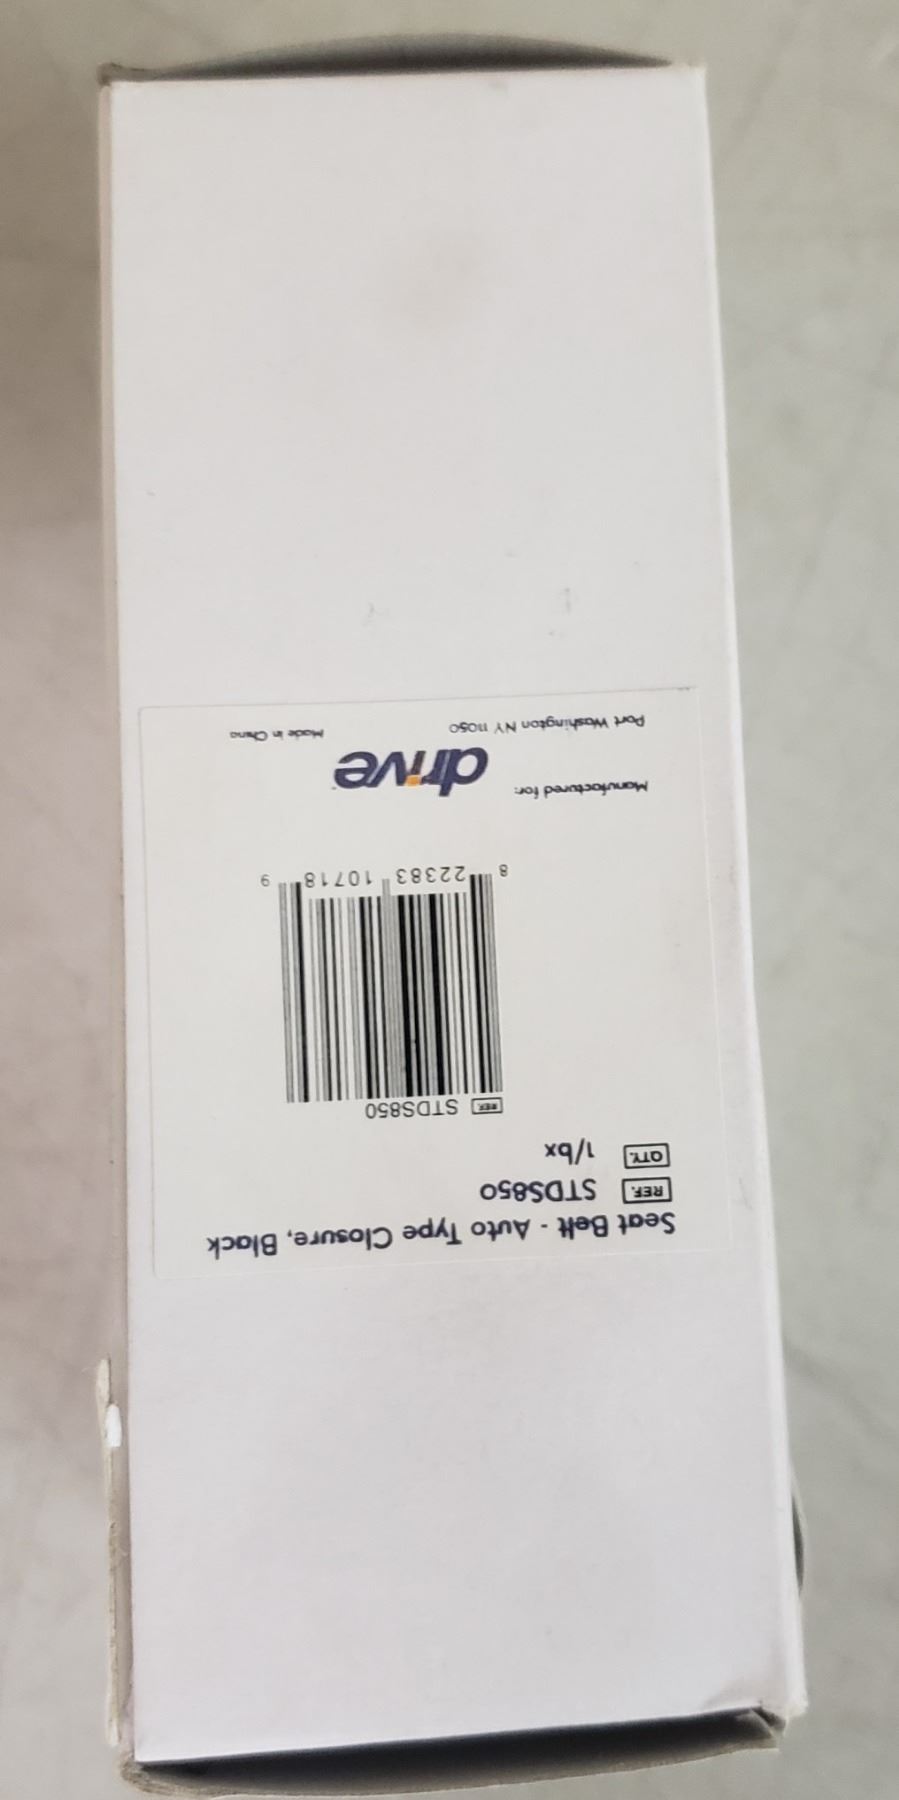 Seat Belt - Auto Type Closure, Black
REF. STDS850
QTY. 1/bx
REF. STDS850
8 22383 10718 9
Manufactured for: drive
Port Washington NY 11050 Made in China